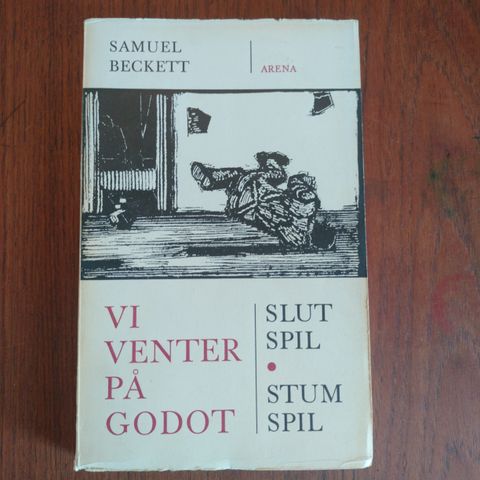 SAMUEL
BECKETT
ARENA
VI
VENTER
PÅ
GODOT
SLUT
SPIL
•
STUM
SPIL